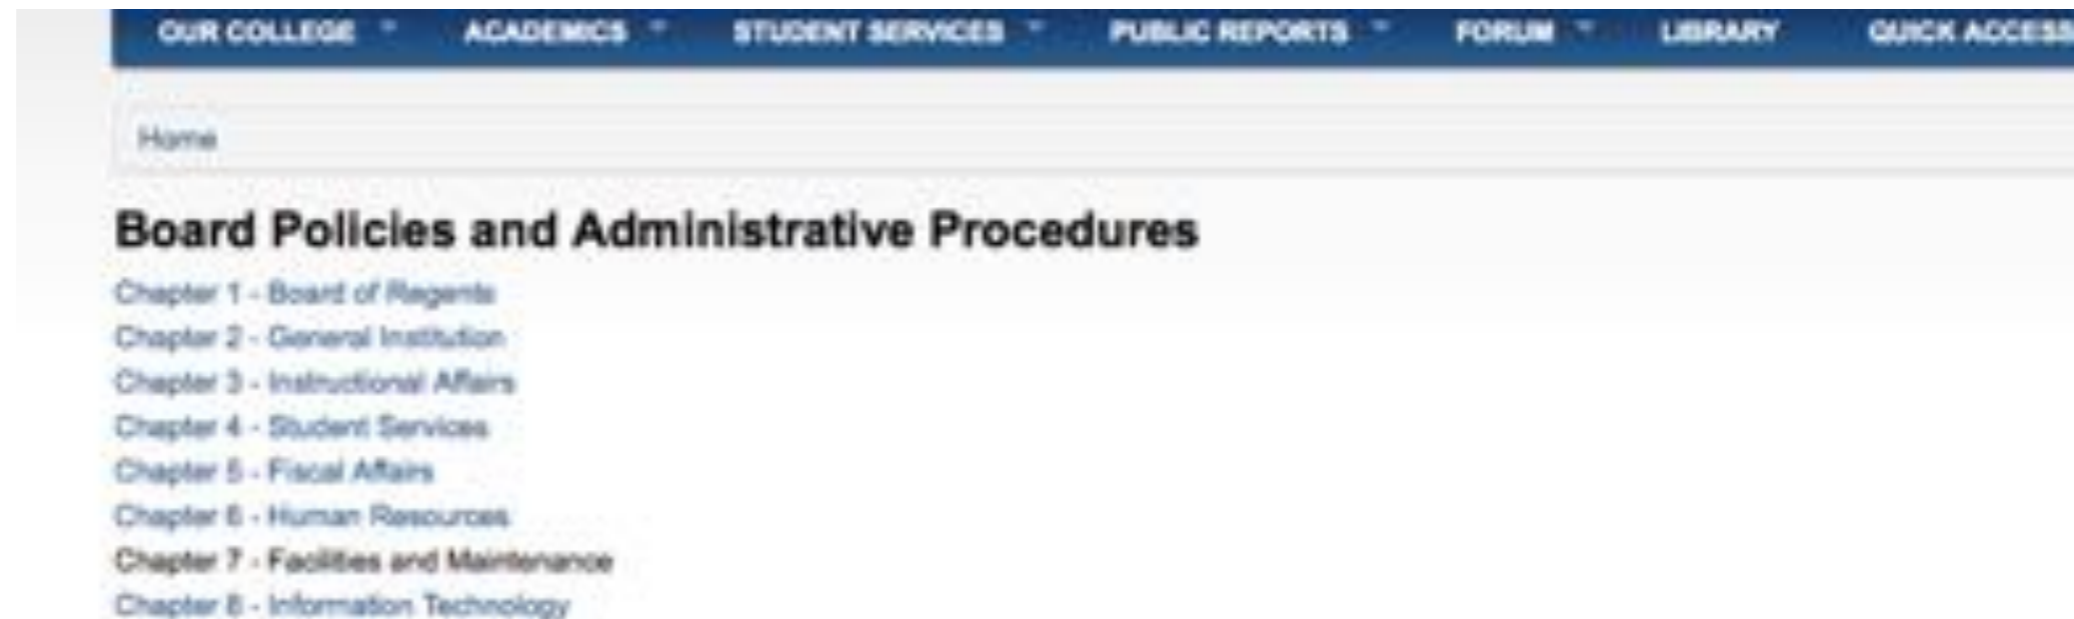 OUR COLLEGE ACADEMICS STUDENT SERVICES PUBLIC REPORTS FORUM LIBRARY QUICK ACCESS
Home
Board Policies and Administrative Procedures
Chapter 1 - Board of Regents
Chapter 2 - General Institution
Chapter 3 - Instructional Affairs
Chapter 4 - Student Services
Chapter 5 - Fiscal Affairs
Chapter 6 - Human Resources
Chapter 7 - Facilities and Maintenance
Chapter 8 - Information Technology